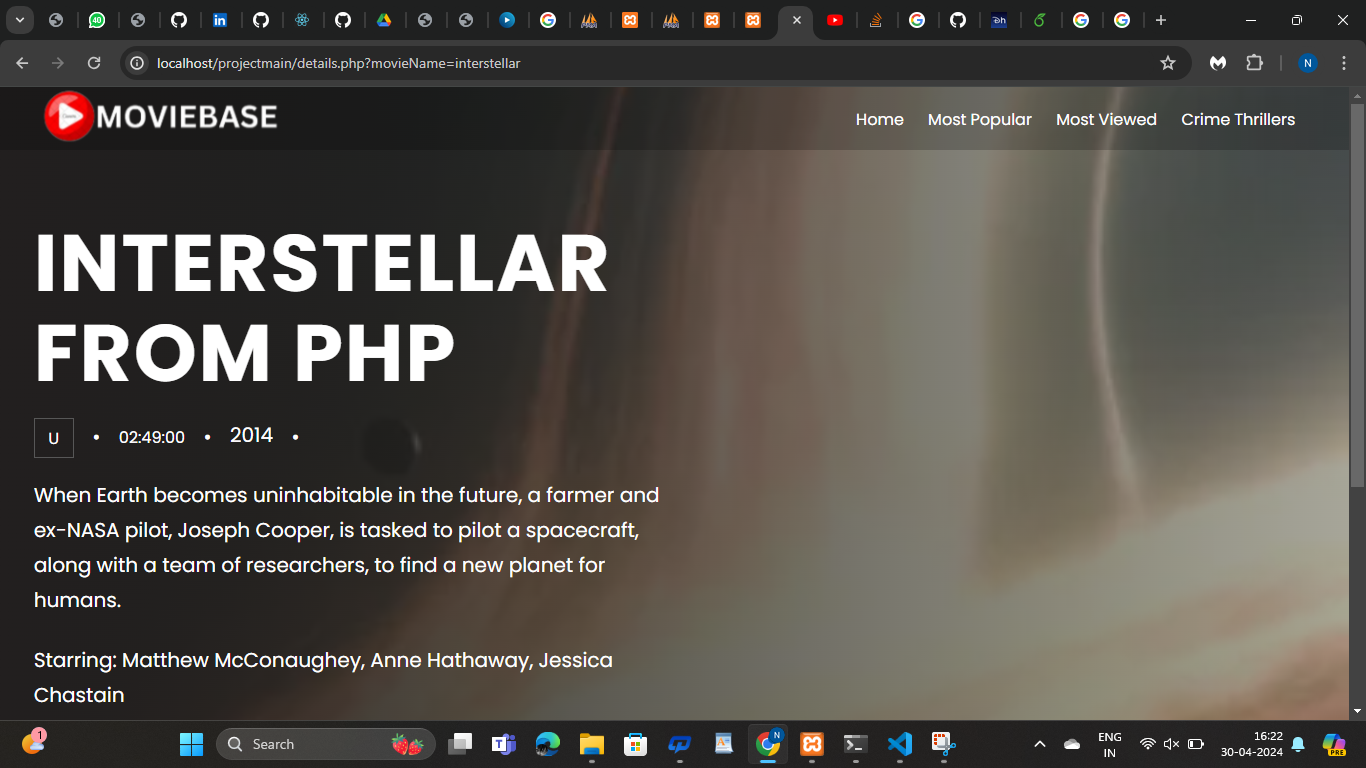 40
localhost/projectmain/details.php?movieName=interstellar
N
MOVIEBASE
Home
Most Popular
Most Viewed
Crime Thrillers
INTERSTELLAR
FROM PHP
U • 02:49:00 • 2014 •
When Earth becomes uninhabitable in the future, a farmer and
ex-NASA pilot, Joseph Cooper, is tasked to pilot a spacecraft,
along with a team of researchers, to find a new planet for
humans.
Starring: Matthew McConaughey, Anne Hathaway, Jessica
Chastain
1
Search
N
ENG
IN
16:22
30-04-2024
PRE